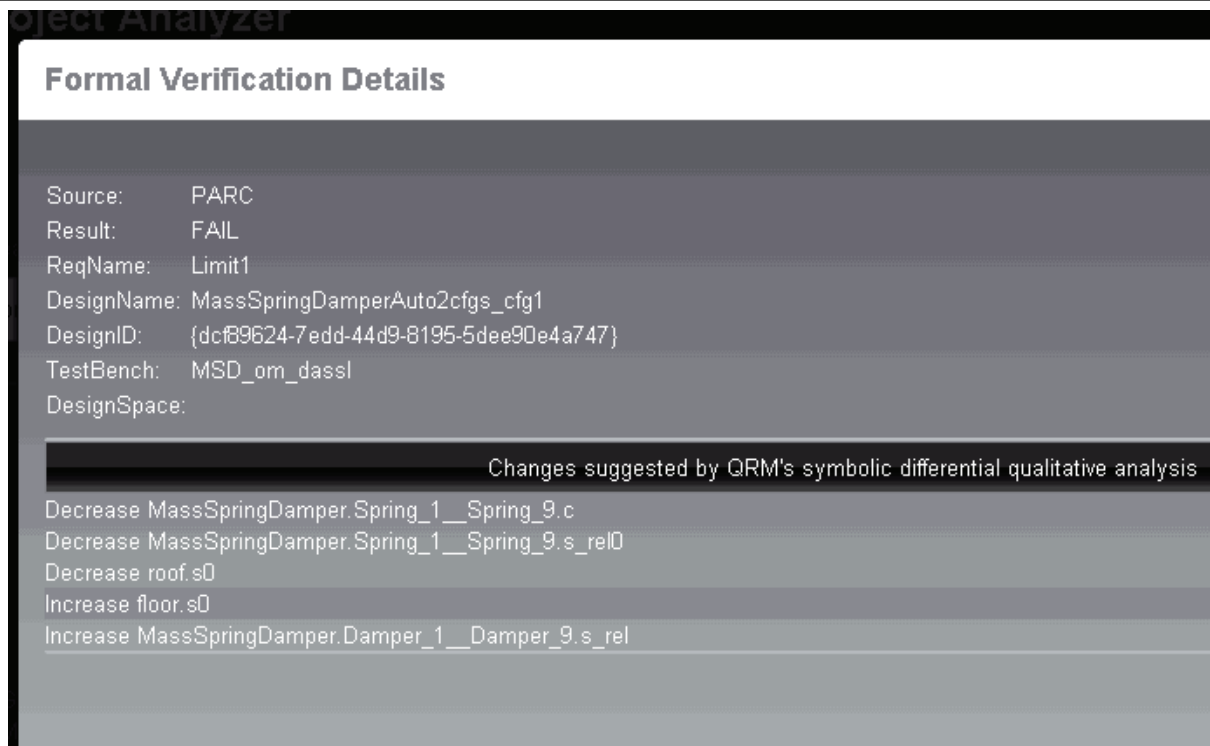 oject Analyzer
Formal Verification Details
Source: PARC
Result: FAIL
ReqName: Limit1
DesignName: MassSpringDamperAuto2cfgs_cfg1
DesignID: {dcf89624-7edd-44d9-8195-5dee90e4a747}
TestBench: MSD_om_dassl
DesignSpace:
Changes suggested by QRM's symbolic differential qualitative analysis
Decrease MassSpringDamper.Spring_1__Spring_9.c
Decrease MassSpringDamper.Spring_1__Spring_9.s_rel0
Decrease roof.s0
Increase floor.s0
Increase MassSpringDamper.Damper_1__Damper_9.s_rel